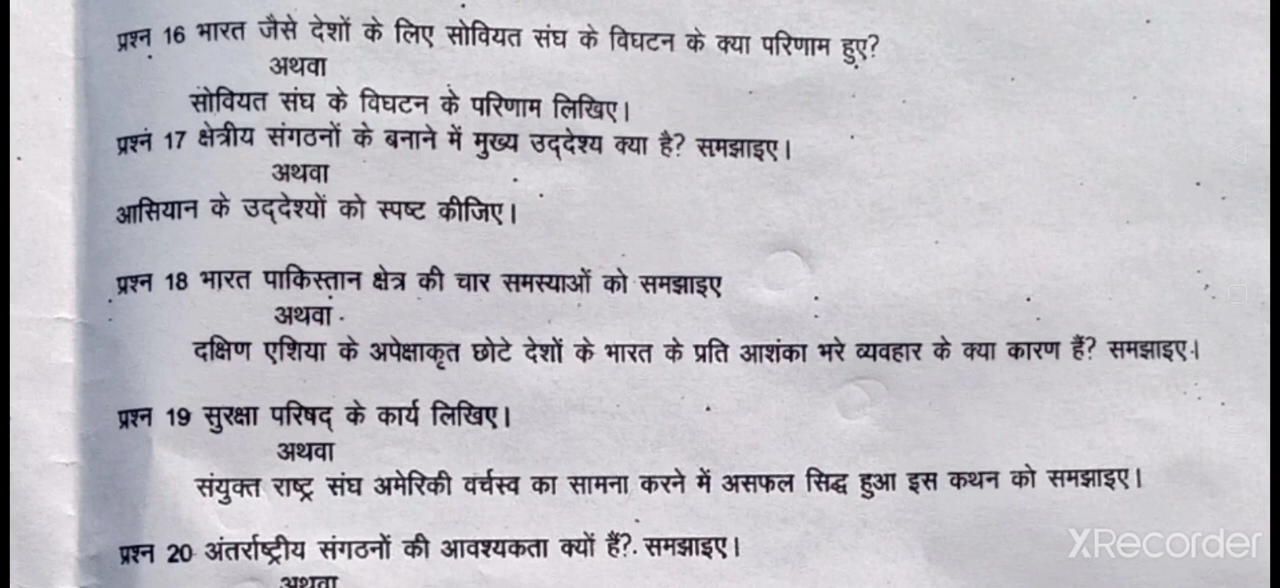 प्रश्न 16 भारत जैसे देशों के लिए सोवियत संघ के विघटन के क्या परिणाम हुए?
अथवा
सोवियत संघ के विघटन के परिणाम लिखिए।
प्रश्नं 17 क्षेत्रीय संगठनों के बनाने में मुख्य उद्देश्य क्या है? समझाइए।
अथवा
आसियान के उद्देश्यों को स्पष्ट कीजिए।
प्रश्न 18 भारत पाकिस्तान क्षेत्र की चार समस्याओं को समझाइए
अथवा
दक्षिण एशिया के अपेक्षाकृत छोटे देशों के भारत के प्रति आशंका भरे व्यवहार के क्या कारण हैं? समझाइए।
प्रश्न 19 सुरक्षा परिषद् के कार्य लिखिए।
अथवा
संयुक्त राष्ट्र संघ अमेरिकी वर्चस्व का सामना करने में असफल सिद्ध हुआ इस कथन को समझाइए।
प्रश्न 20 अंतर्राष्ट्रीय संगठनों की आवश्यकता क्यों हैं? समझाइए।
अथवा
XRecorder